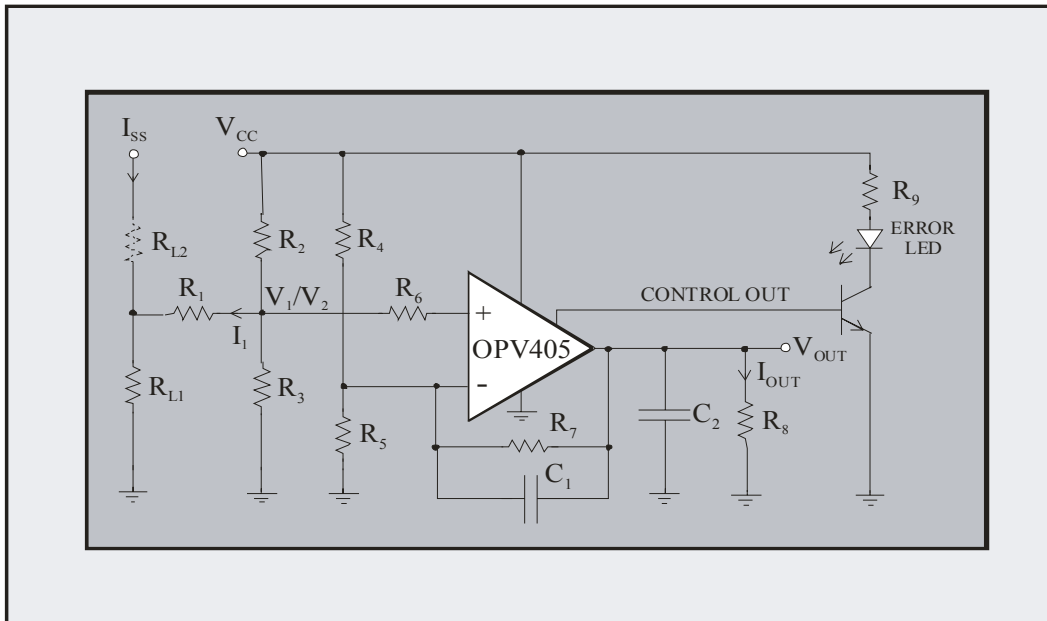 I_SS
V_CC
R_9
R_L2
R_2
R_4
ERROR
LED
R_1
V_1/V_2
R_6
CONTROL OUT
I_1
+
OPV405
-
V_OUT
I_OUT
R_L1
R_3
R_5
R_7
C_1
C_2
R_8